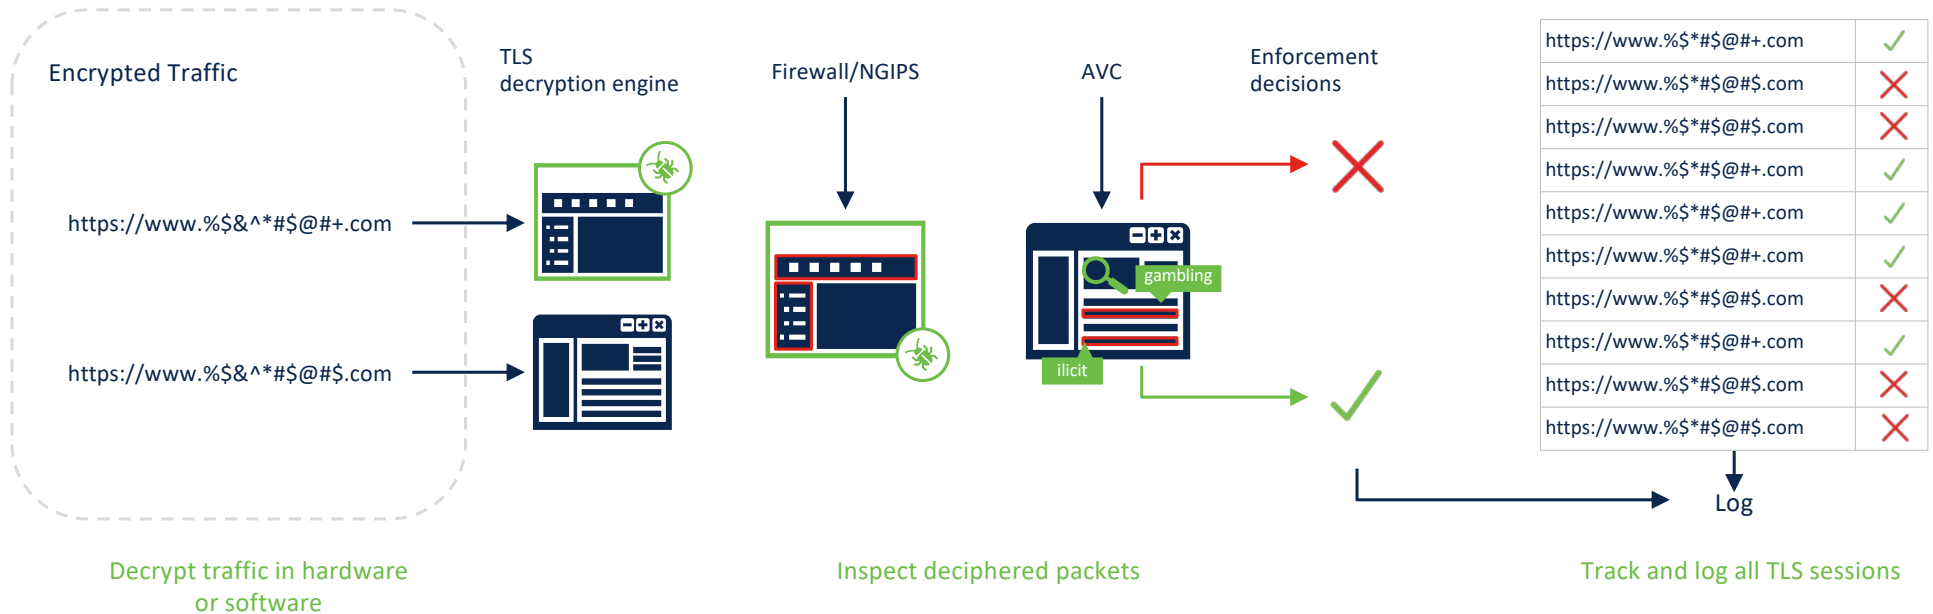 Encrypted Traffic
https://www.%$&^*#$@#+.com
https://www.%$&^*#$@#$.com
TLS
decryption engine
Firewall/NGIPS
AVC
gambling
ilicit
Enforcement
decisions
https://www.%$*#$@#+.com
https://www.%$*#$@#$.com
https://www.%$*#$@#$.com
https://www.%$*#$@#+.com
https://www.%$*#$@#+.com
https://www.%$*#$@#+.com
https://www.%$*#$@#$.com
https://www.%$*#$@#+.com
https://www.%$*#$@#$.com
https://www.%$*#$@#$.com
Log
Decrypt traffic in hardware
or software
Inspect deciphered packets
Track and log all TLS sessions